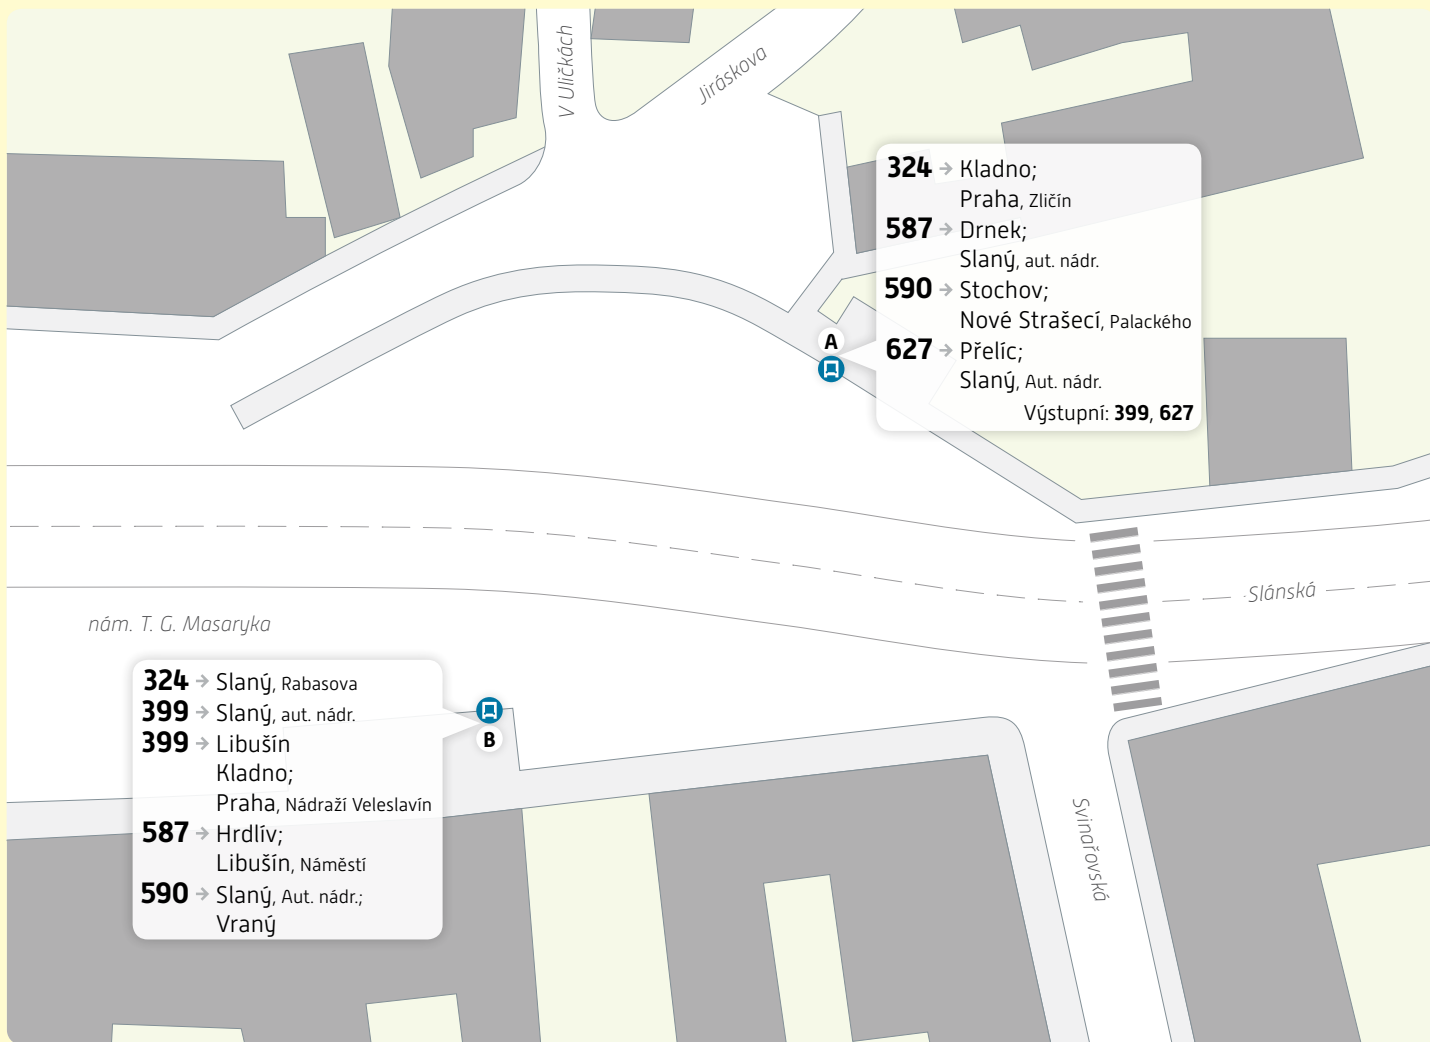 V Uličkách
Jiráskova
324 → Kladno;
Praha, Zličín
587 → Drnek;
Slaný, aut. nádr.
590 → Stochov;
Nové Strašecí, Palackého
627 → Přelíc;
Slaný, Aut. nádr.
Výstupní: 399, 627
A
Slánská
nám. T. G. Masaryka
324 → Slaný, Rabasova
399 → Slaný, aut. nádr.
399 → Libušín
Kladno;
Praha, Nádraží Veleslavín
587 → Hrdlív;
Libušín, Náměstí
590 → Slaný, Aut. nádr.;
Vraný
B
Svinařovská